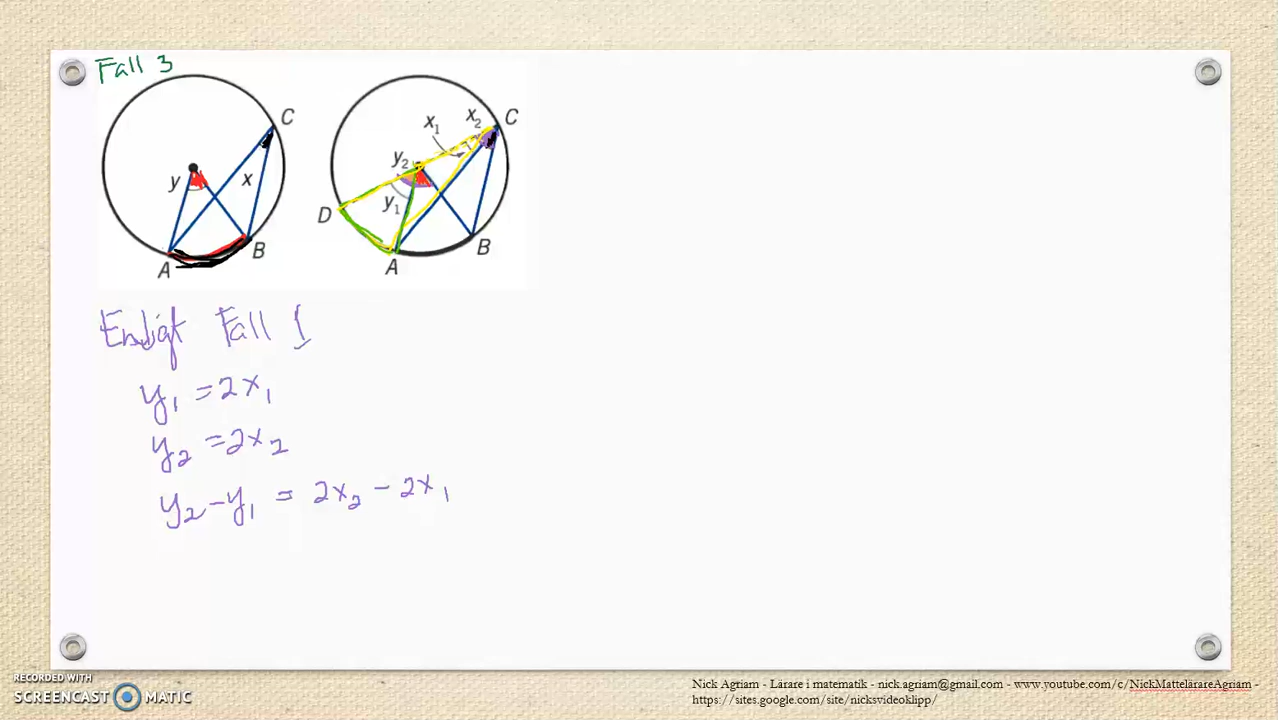 Fall 3
C
y
x
A
B
C
x₁
x₂
y₂
y₁
D
A
B
Enligt Fall 1
y₁ = 2x₁
y₂ = 2x₂
y₂ - y₁ = 2x₂ - 2x₁
RECORDED WITH
SCREENCAST MATIC
Nick Agriam - Lärare i matematik - nick.agriam@gmail.com - www.youtube.com/c/NickMattelärareAgriam -
https://sites.google.com/site/nicksvideoklipp/